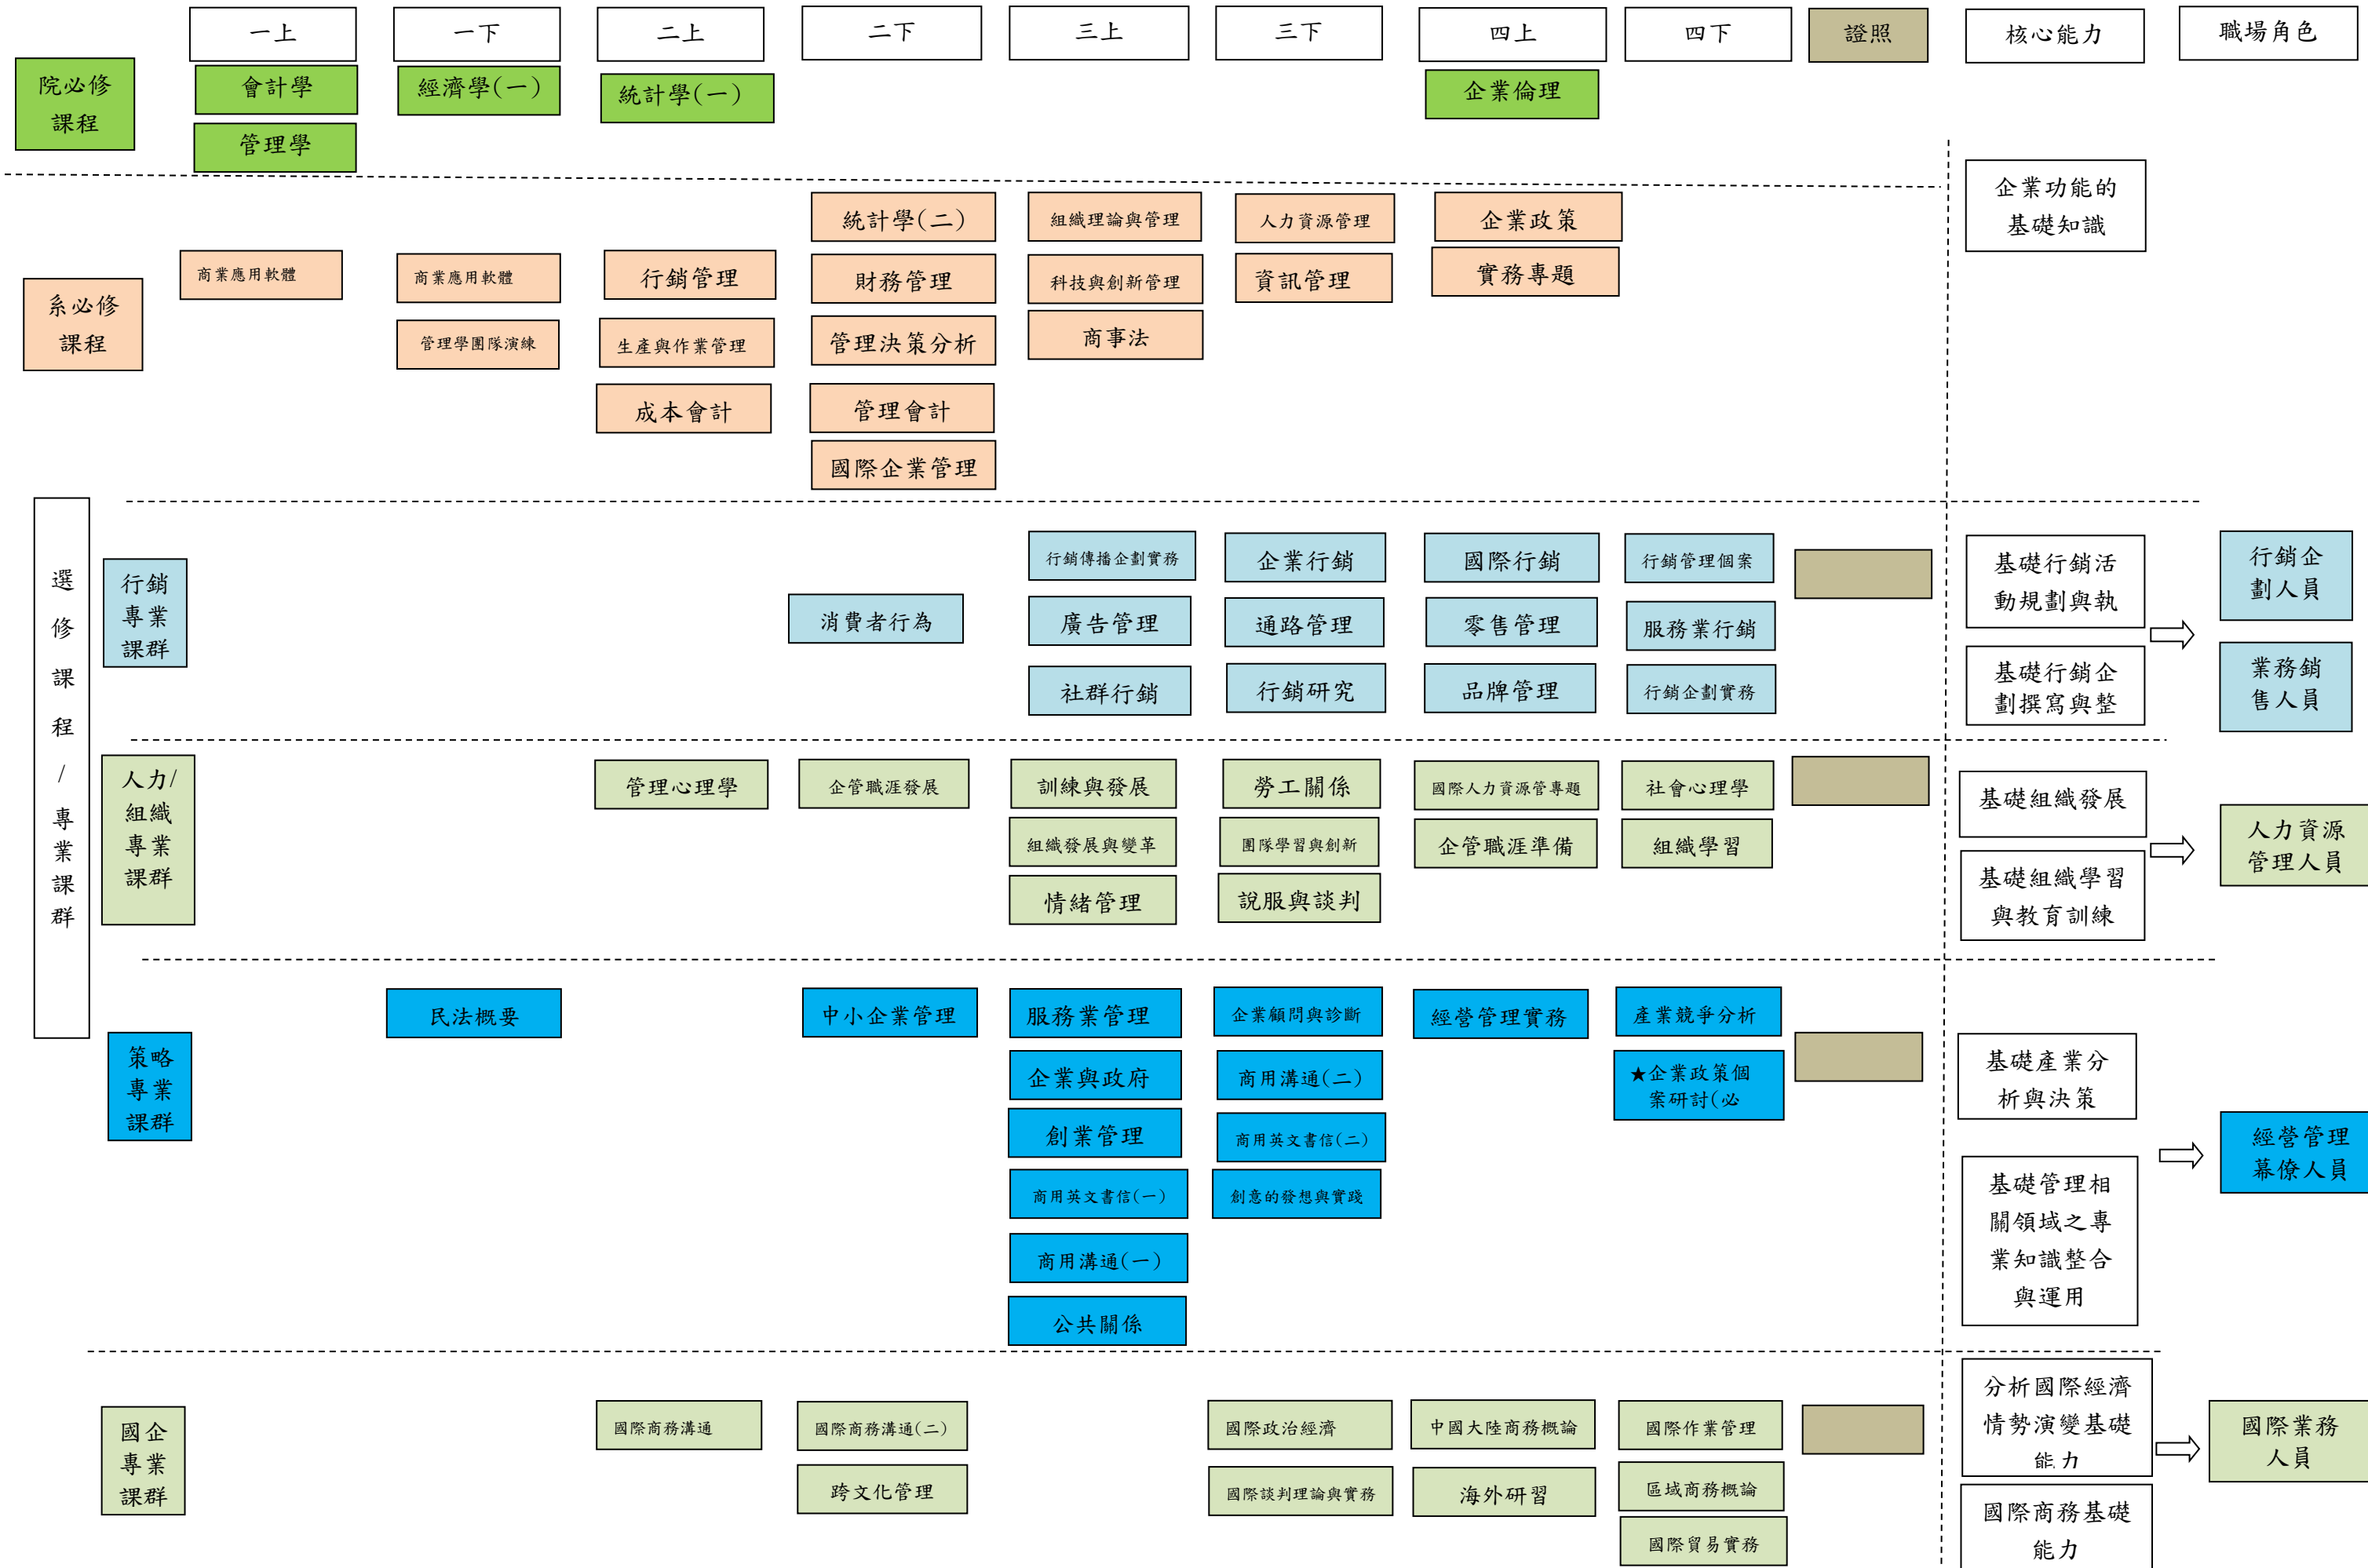 一上
一下
二上
二下
三上
三下
四上
四下
證照
核心能力
職場角色
院必修
課程
會計學
經濟學(一)
統計學(一)
企業倫理
管理學
企業功能的
基礎知識
系必修
課程
統計學(二)
組織理論與管理
人力資源管理
企業政策
商業應用軟體
商業應用軟體
行銷管理
財務管理
科技與創新管理
資訊管理
實務專題
管理學團隊演練
生產與作業管理
管理決策分析
商事法
成本會計
管理會計
國際企業管理
選修課程/專業課群
行銷
專業
課群
行銷傳播企劃實務
企業行銷
國際行銷
行銷管理個案
消費者行為
廣告管理
通路管理
零售管理
服務業行銷
社群行銷
行銷研究
品牌管理
行銷企劃實務
基礎行銷活
動規劃與執
基礎行銷企
劃撰寫與整
行銷企
劃人員
業務銷
售人員
人力/
組織
專業
課群
管理心理學
企管職涯發展
訓練與發展
勞工關係
國際人力資源管專題
社會心理學
組織發展與變革
團隊學習與創新
企管職涯準備
組織學習
情緒管理
說服與談判
基礎組織發展
基礎組織學習
與教育訓練
人力資源
管理人員
策略
專業
課群
民法概要
中小企業管理
服務業管理
企業顧問與診斷
經營管理實務
產業競爭分析
企業與政府
商用溝通(二)
★企業政策個
案研討(必
創業管理
商用英文書信(二)
商用英文書信(一)
創意的發想與實踐
商用溝通(一)
公共關係
基礎產業分
析與決策
基礎管理相
關領域之專
業知識整合
與運用
經營管理
幕僚人員
國企
專業
課群
國際商務溝通
國際商務溝通(二)
國際政治經濟
中國大陸商務概論
國際作業管理
跨文化管理
國際談判理論與實務
海外研習
區域商務概論
國際貿易實務
分析國際經濟
情勢演變基礎
能力
國際商務基礎
能力
國際業務
人員